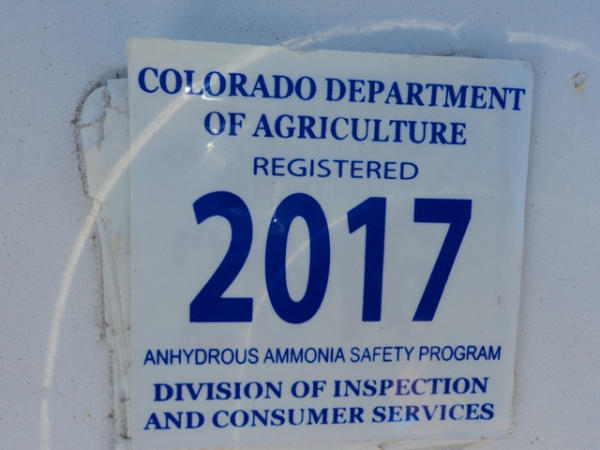 COLORADO DEPARTMENT
OF AGRICULTURE
REGISTERED
2017
ANHYDROUS AMMONIA SAFETY PROGRAM
DIVISION OF INSPECTION
AND CONSUMER SERVICES